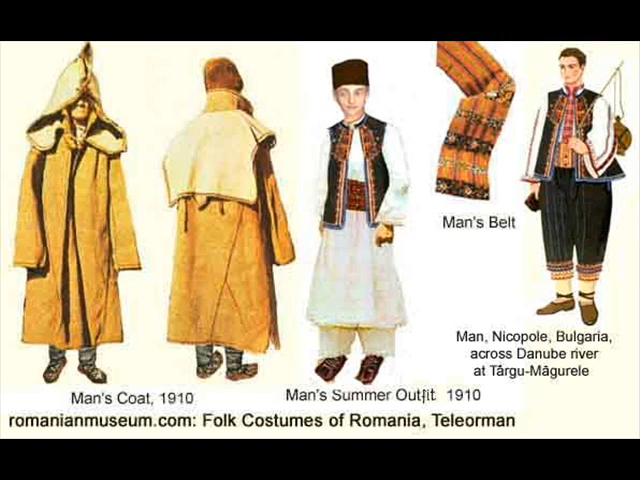 Man's Belt
Man, Nicopole, Bulgaria,
across Danube river
at Târgu-Măgurele
Man's Coat, 1910
Man's Summer Outfit 1910
romanianmuseum.com: Folk Costumes of Romania, Teleorman